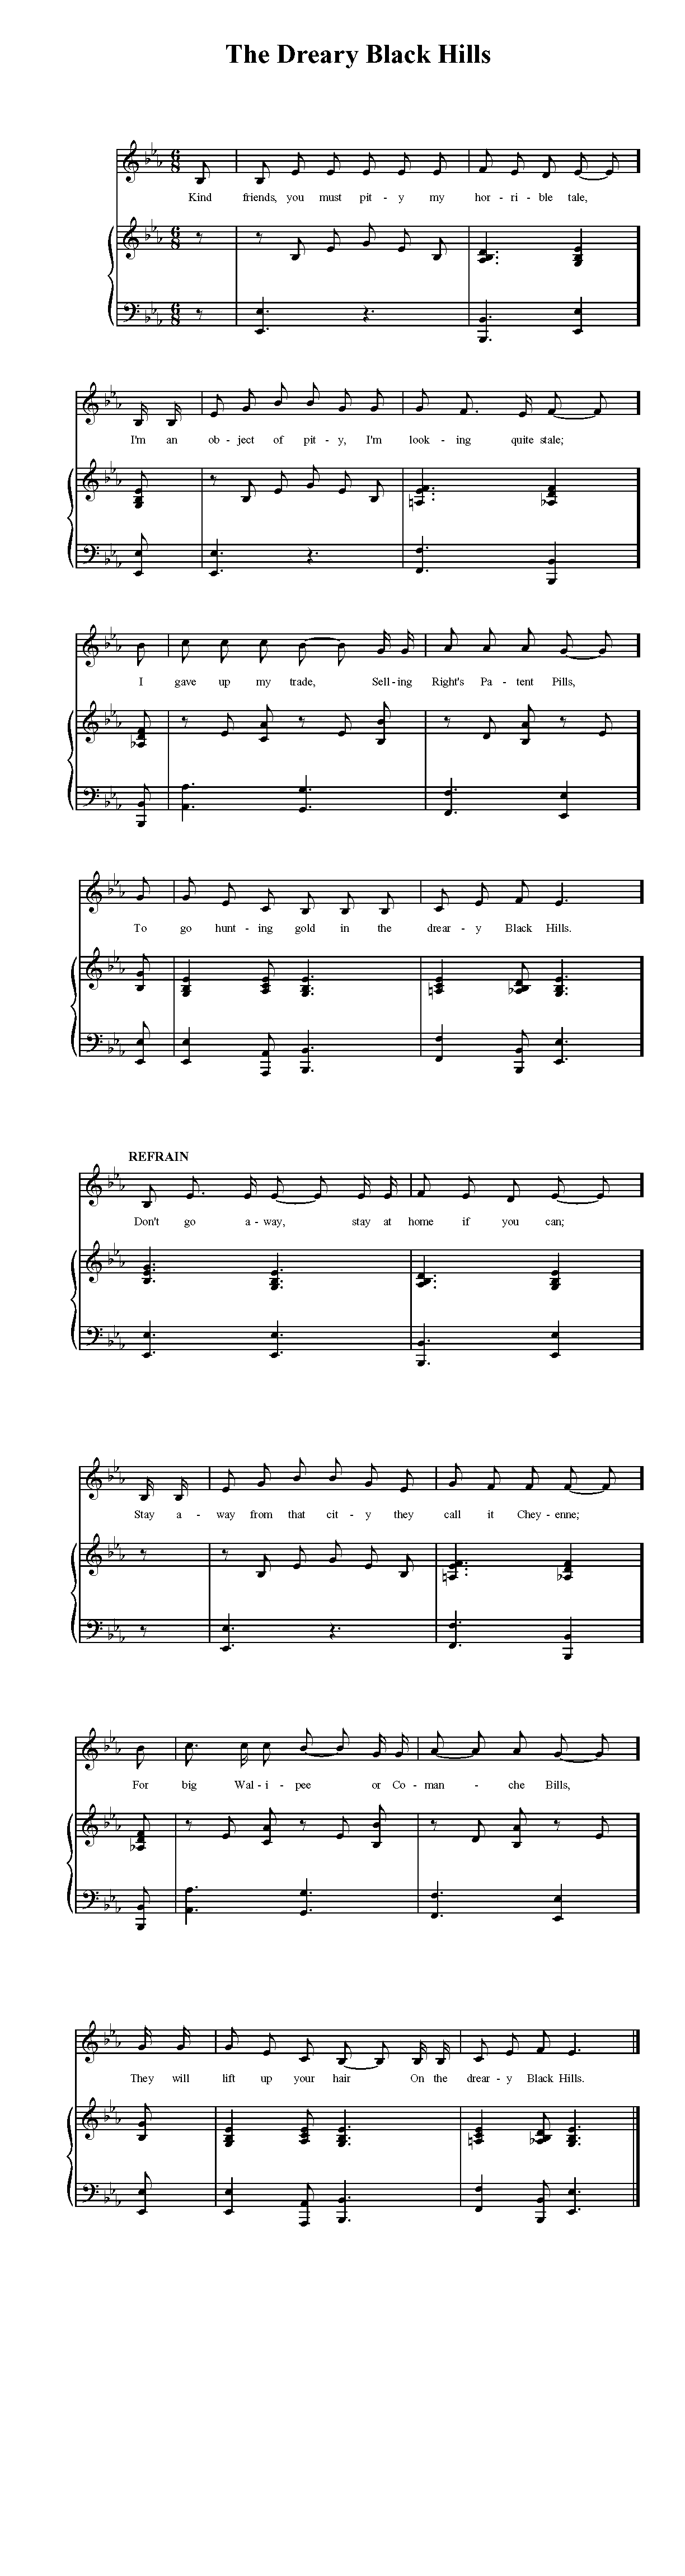 The Dreary Black Hills
Kind friends, you must pit - y my hor - ri - ble tale,
I'm an ob - ject of pit - y, I'm look - ing quite stale;
I gave up my trade, Sell - ing Right's Pa - tent Pills,
To go hunt - ing gold in the drear - y Black Hills.
REFRAIN
Don't go a - way, stay at home if you can;
Stay a - way from that cit - y they call it Chey - enne;
For big Wal - i - pee or Co - man - che Bills,
They will lift up your hair On the drear - y Black Hills.